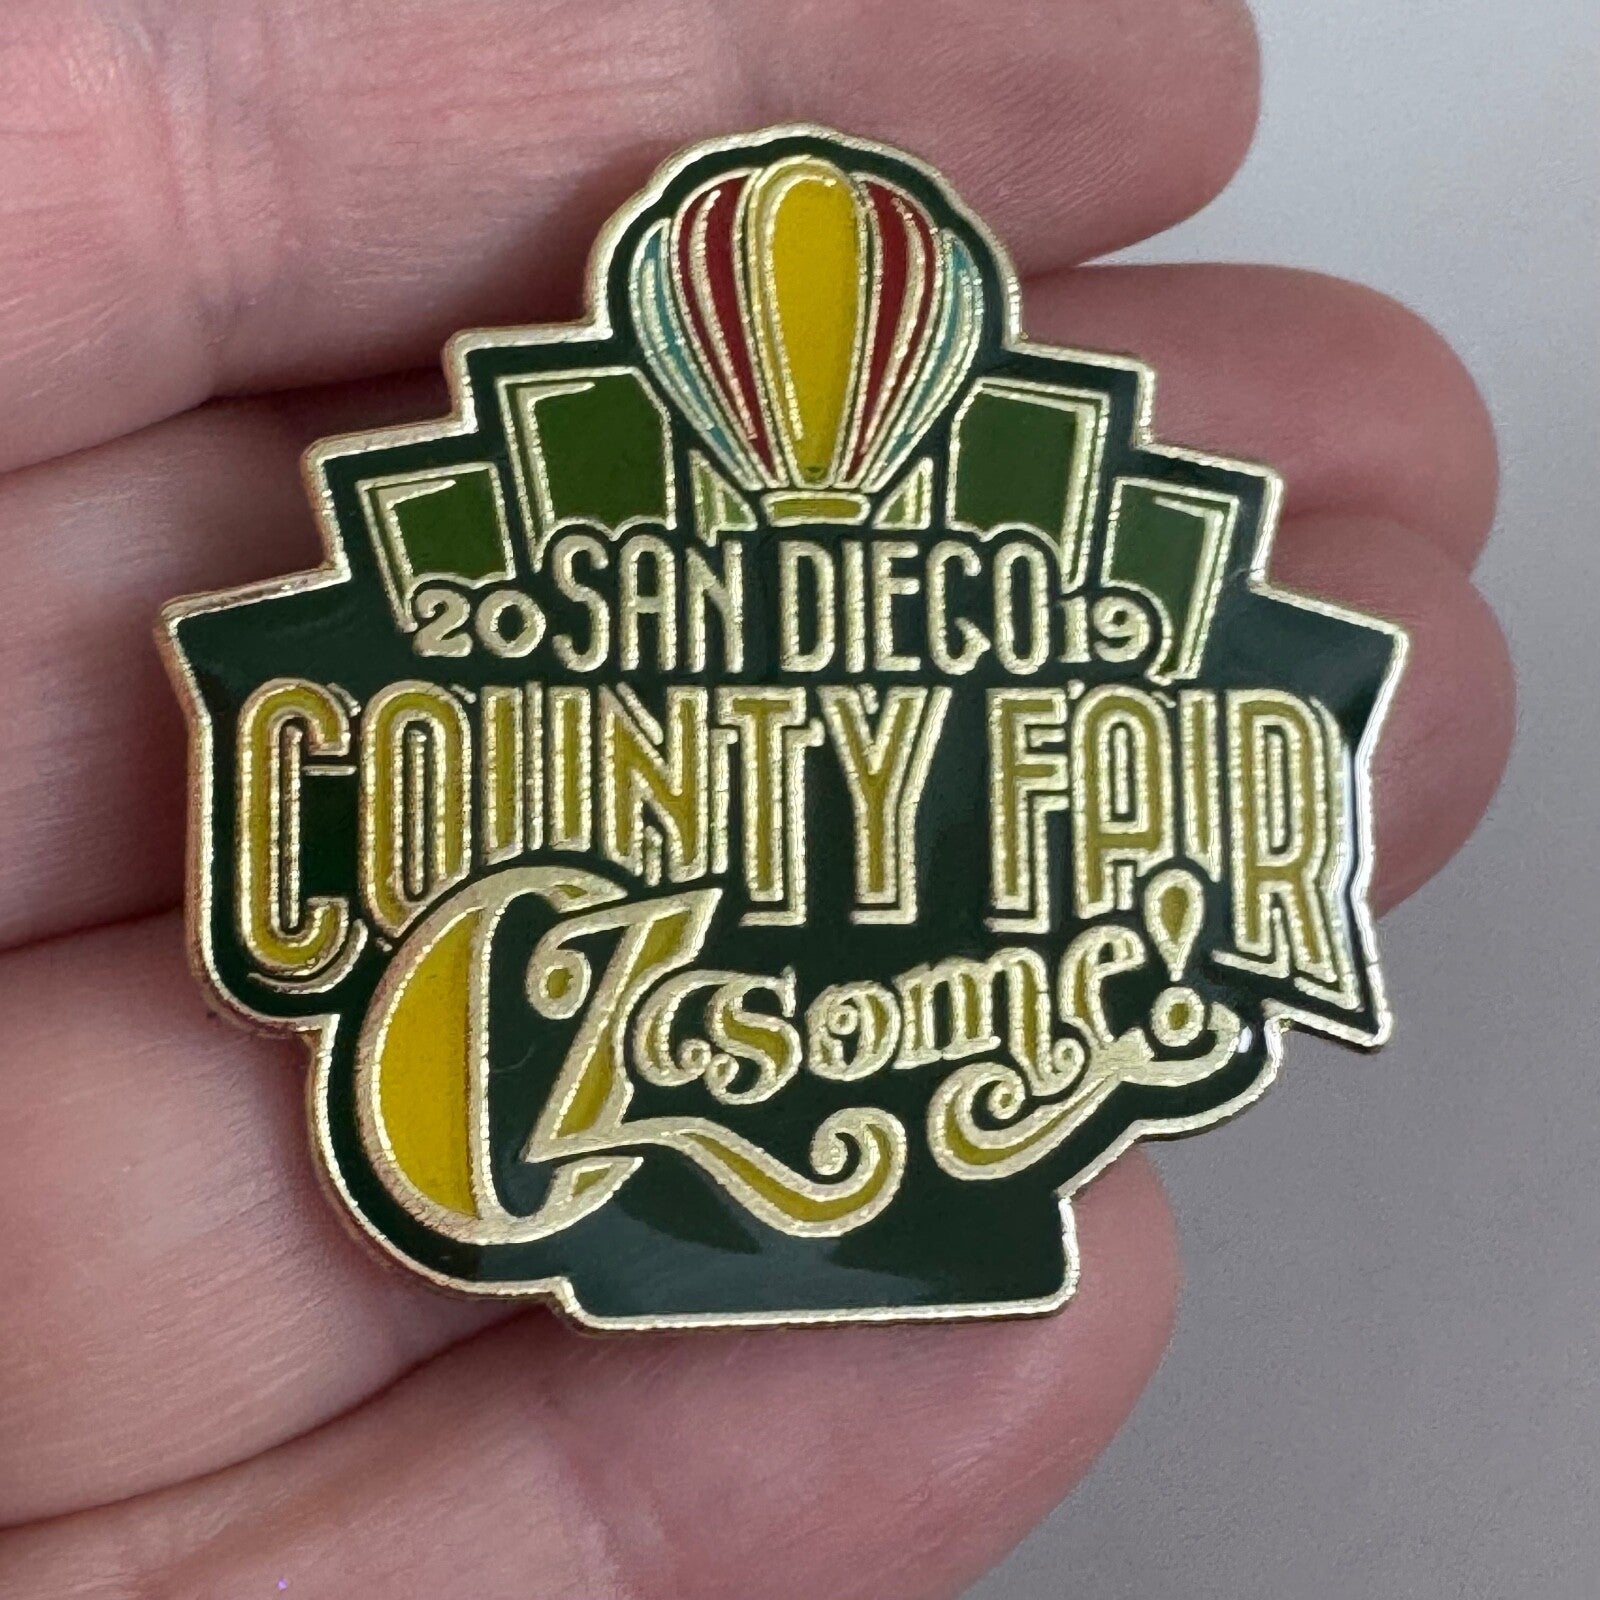 20 SAN DIEGO 19
COUNTY FAIR
OZsome!